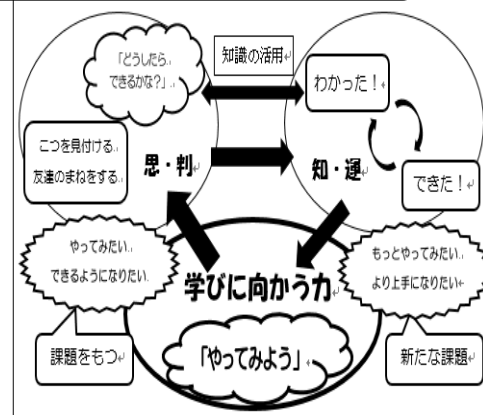 「どうしたら
できるかな?」
知識の活用
わかった!
こつを見付ける
友達のまねをする
思・判
知・運
できた!
やってみたい
できるようになりたい
もっとやってみたい
より上手になりたい
学びに向かう力
「やってみよう」
課題をもつ
新たな課題